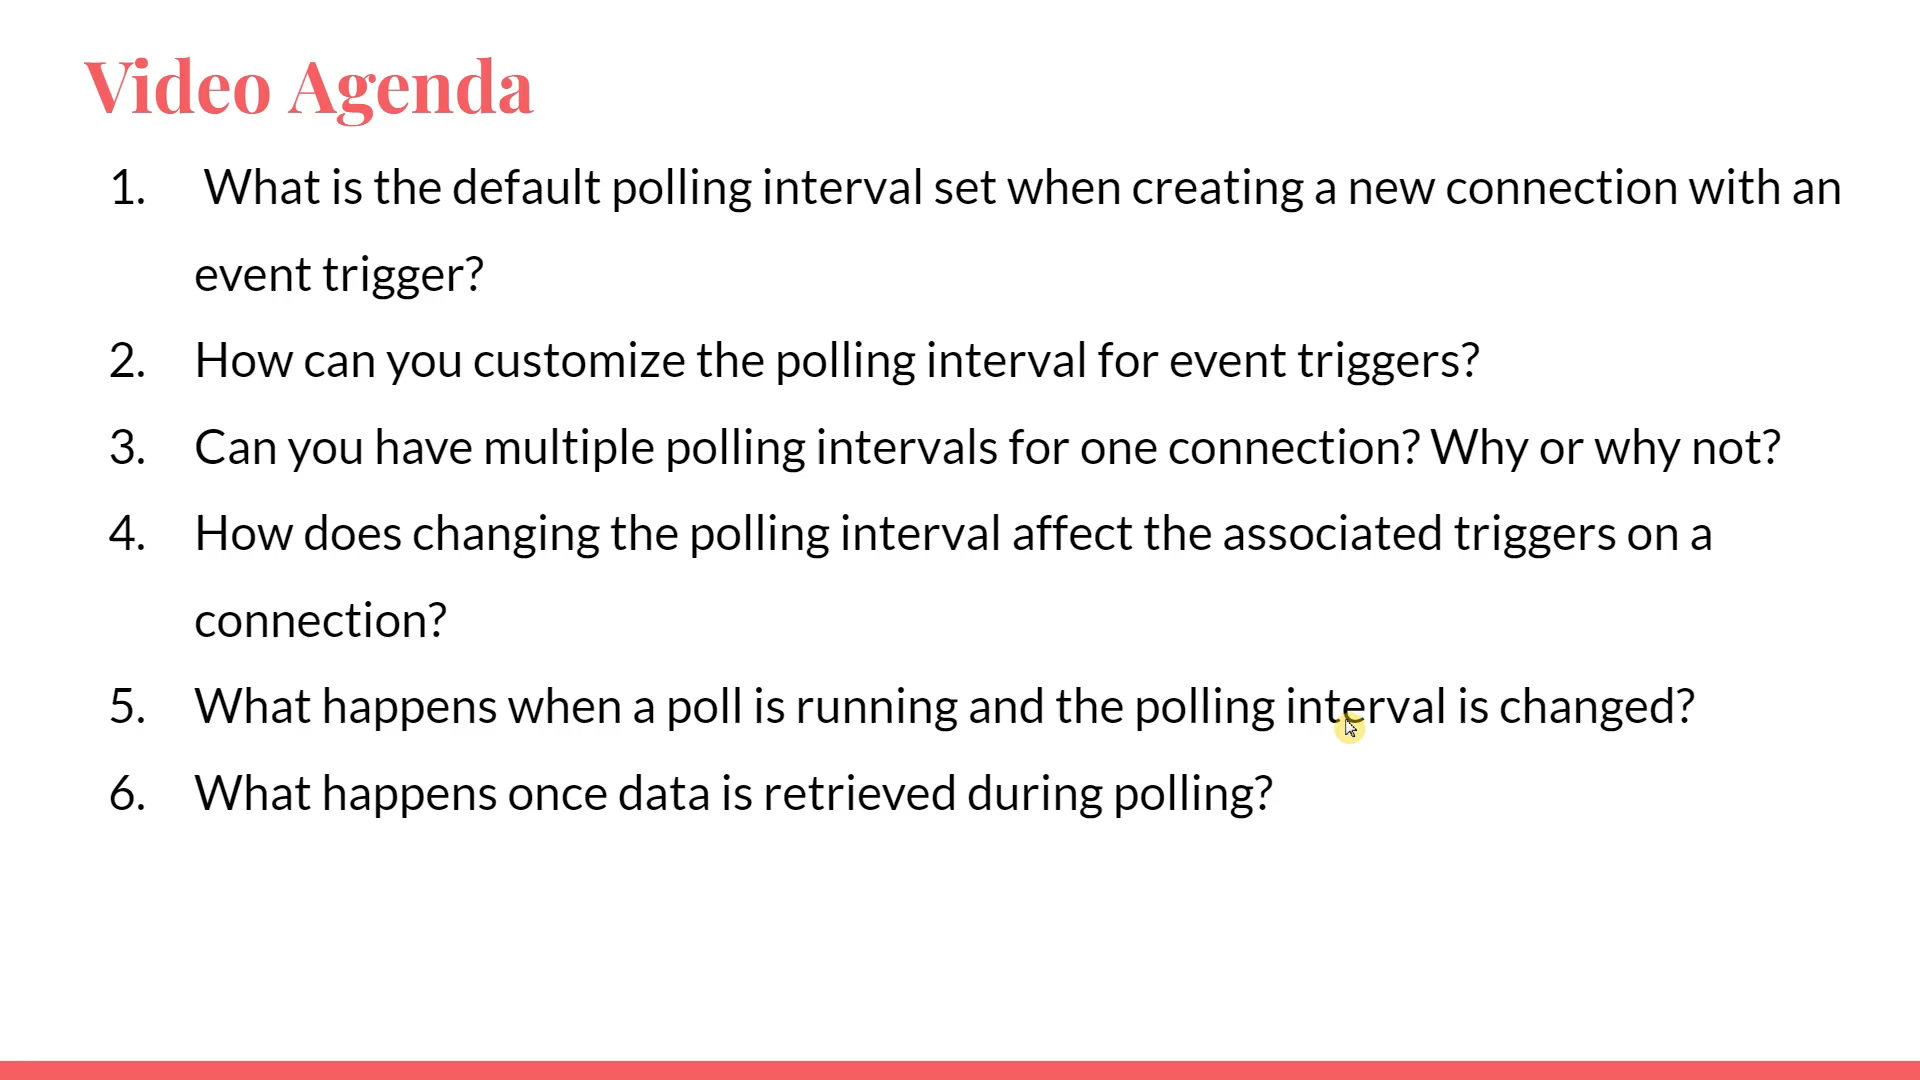 Video Agenda
1. What is the default polling interval set when creating a new connection with an
event trigger?
2. How can you customize the polling interval for event triggers?
3. Can you have multiple polling intervals for one connection? Why or why not?
4. How does changing the polling interval affect the associated triggers on a
connection?
5. What happens when a poll is running and the polling interval is changed?
6. What happens once data is retrieved during polling?